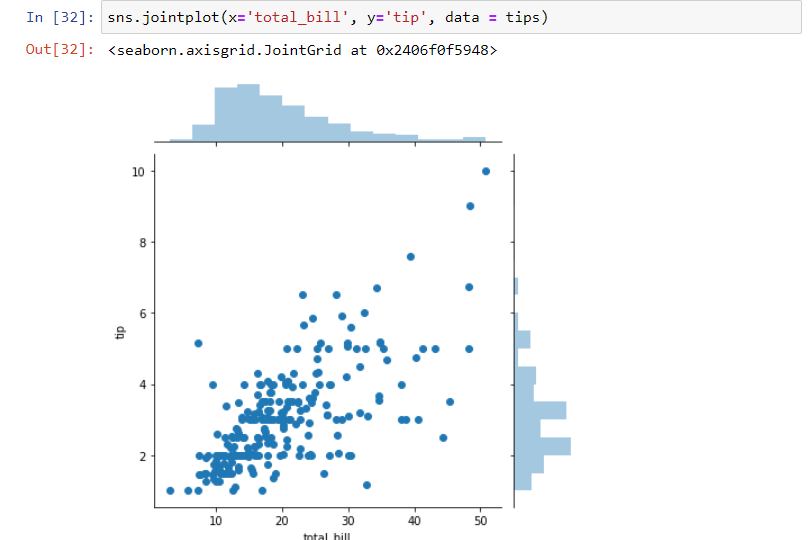 In [32]: sns.jointplot(x='total_bill', y='tip', data = tips)
Out[32]: <seaborn.axisgrid.JointGrid at 0x2406f0f5948>
10
8
6
4
2
tip
10 20 30 40 50
total_bill